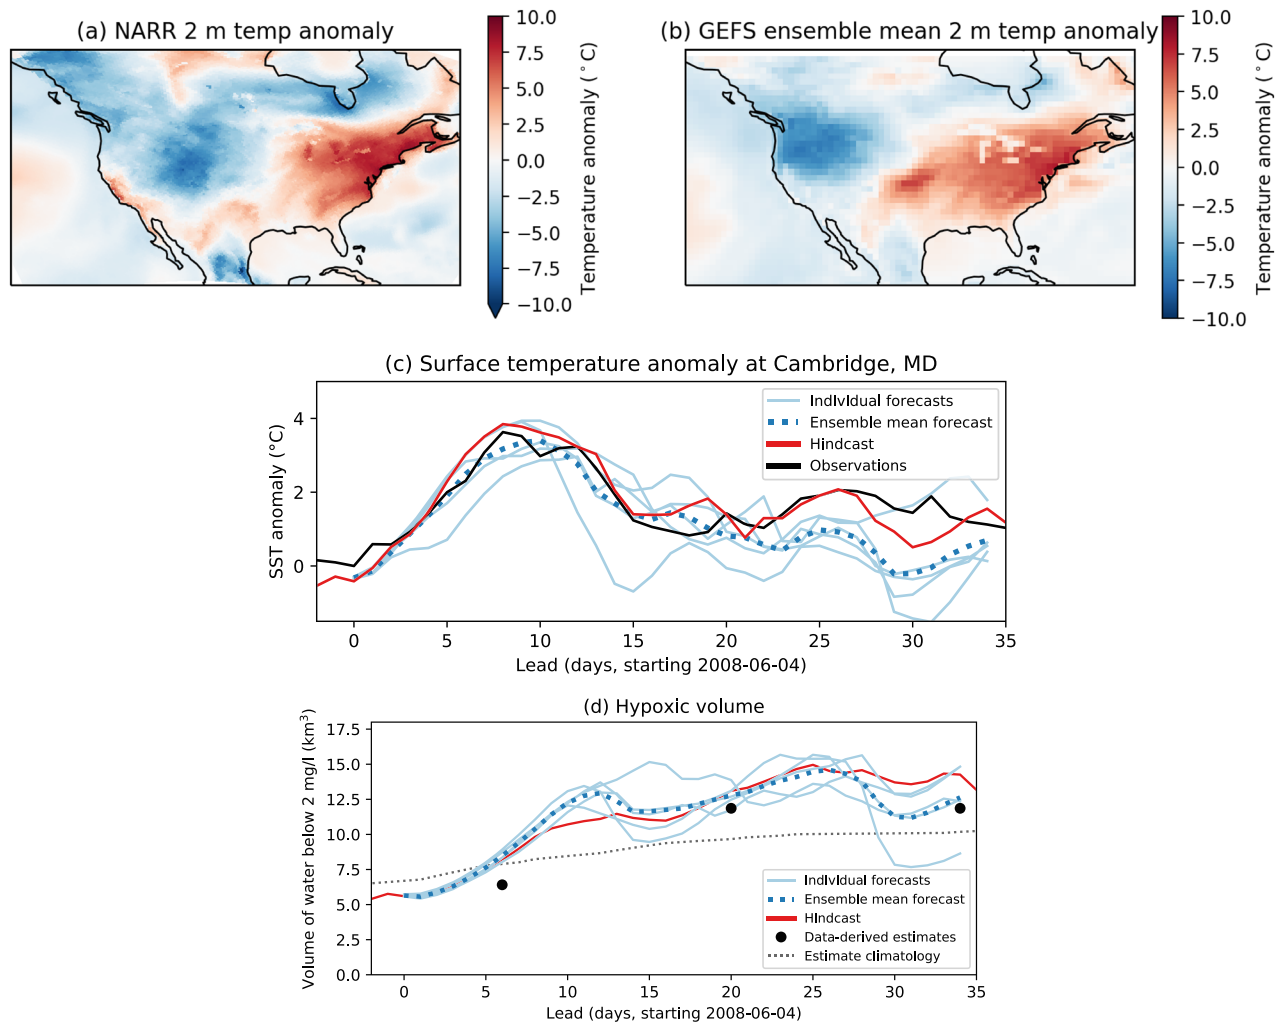 (a) NARR 2 m temp anomaly
10.0
7.5
5.0
2.5
0.0
−2.5
−5.0
−7.5
−10.0
Temperature anomaly (°C)
(b) GEFS ensemble mean 2 m temp anomaly
10.0
7.5
5.0
2.5
0.0
−2.5
−5.0
−7.5
−10.0
Temperature anomaly (°C)
(c) Surface temperature anomaly at Cambridge, MD
SST anomaly (°C)
4
2
0
Individual forecasts
Ensemble mean forecast
Hindcast
Observations
0 5 10 15 20 25 30 35
Lead (days, starting 2008-06-04)
(d) Hypoxic volume
Volume of water below 2 mg/l (km³)
17.5
15.0
12.5
10.0
7.5
5.0
2.5
0.0
Individual forecasts
Ensemble mean forecast
Hindcast
Data-derived estimates
Estimate climatology
0 5 10 15 20 25 30 35
Lead (days, starting 2008-06-04)